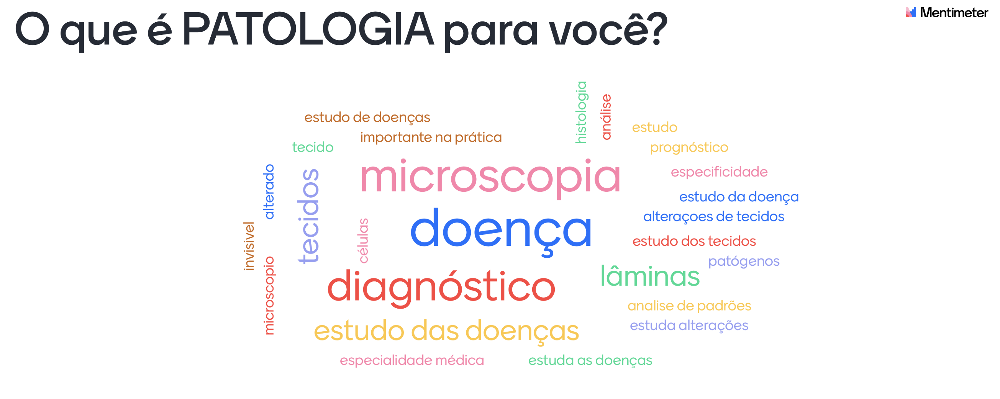 O que é PATOLOGIA para você?
Mentimeter
histologia
análise
estudo de doenças
estudo
importante na prática
tecido
prognóstico
microscopia
alterado
tecidos
especificidade
estudo da doença
doença
alteraçoes de tecidos
invisivel
células
estudo dos tecidos
patógenos
microscopio
diagnóstico
lâminas
analise de padrões
estuda alterações
estudo das doenças
especialidade médica
estuda as doenças